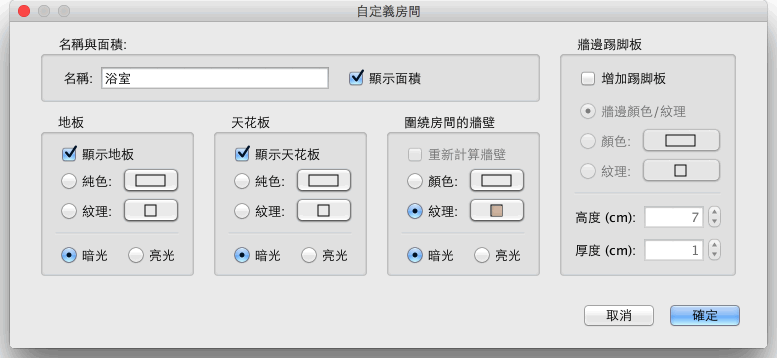 自定義房間
名稱與面積:
名稱: 浴室
顯示面積
地板
顯示地板
純色:
紋理:
暗光 亮光
天花板
顯示天花板
純色:
紋理:
暗光 亮光
圍繞房間的牆壁
重新計算牆壁
顏色:
紋理:
暗光 亮光
牆邊踢脚板
增加踢脚板
牆邊顏色/紋理
顏色:
紋理:
高度 (cm): 7
厚度 (cm): 1
取消 確定